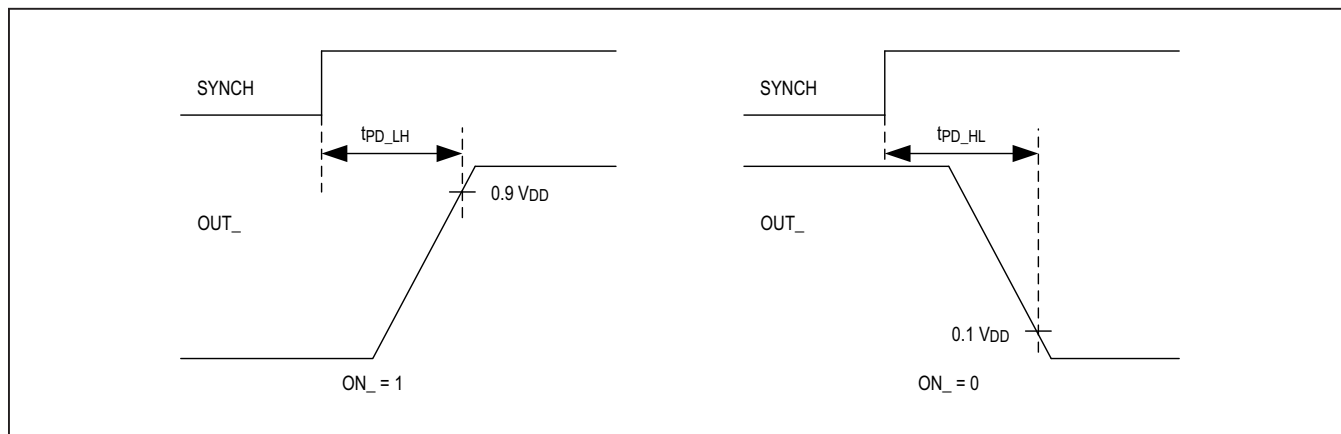 SYNCH
tPD_LH
0.9 VDD
OUT_
ON_ = 1
SYNCH
tPD_HL
OUT_
0.1 VDD
ON_ = 0